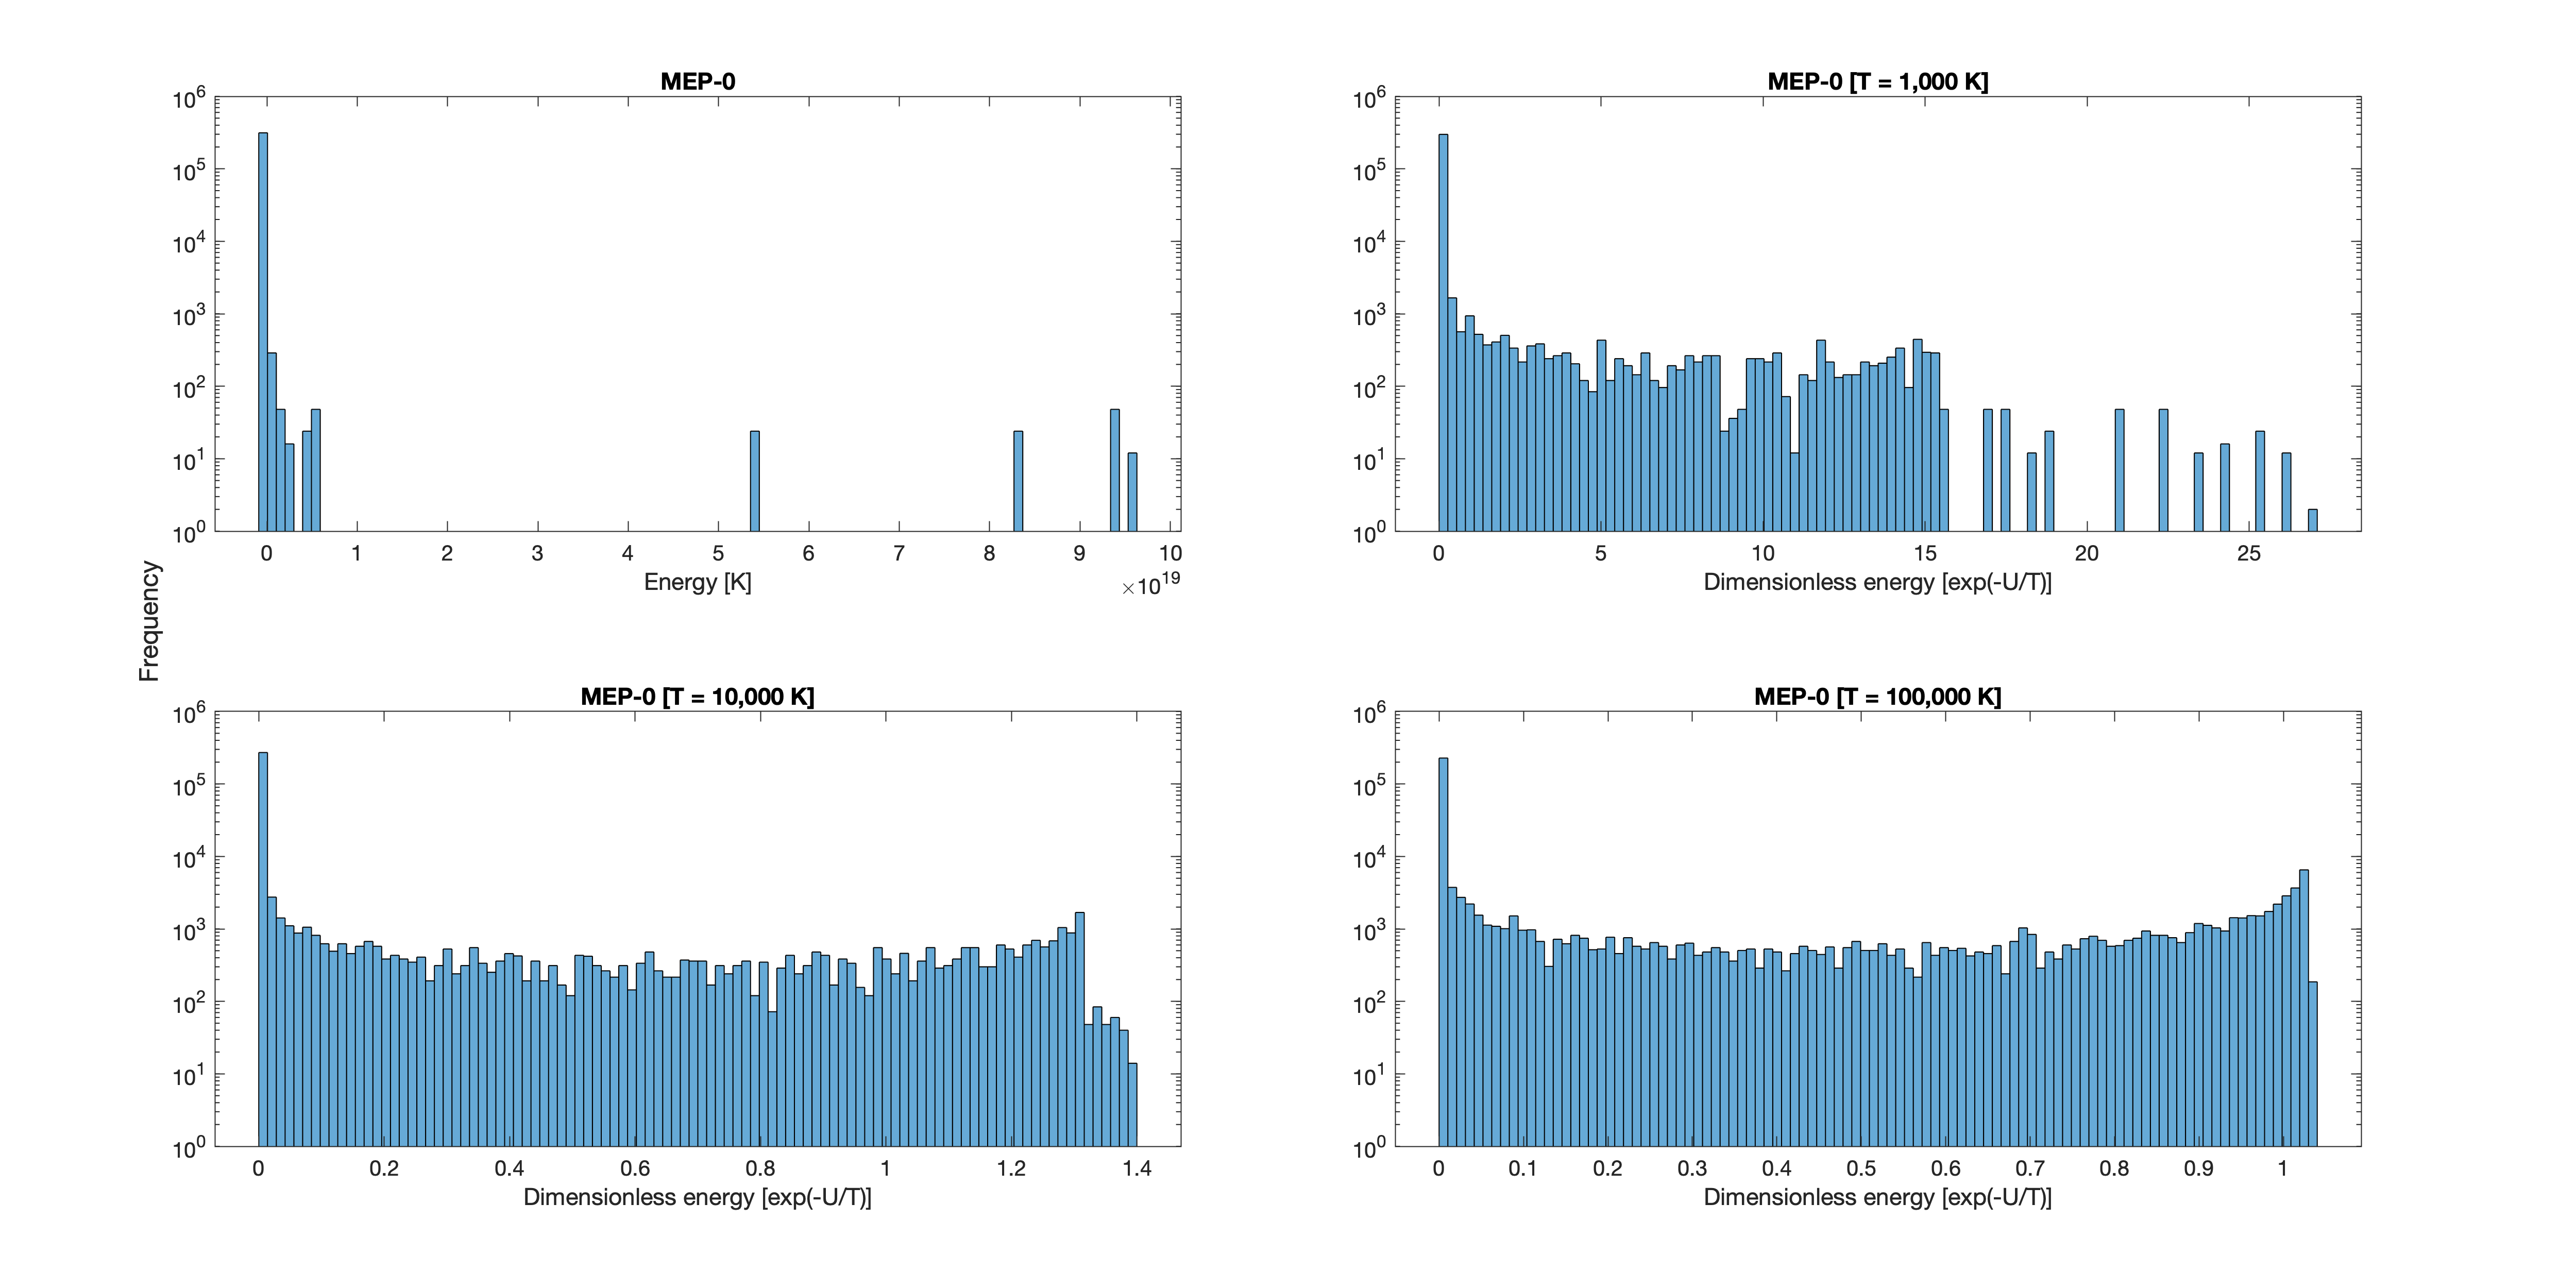 MEP-0
10^6
10^5
10^4
10^3
10^2
10^1
10^0
0 1 2 3 4 5 6 7 8 9 10
Energy [K]
×10^19
MEP-0 [T = 1,000 K]
10^6
10^5
10^4
10^3
10^2
10^1
10^0
0 5 10 15 20 25
Dimensionless energy [exp(-U/T)]
Frequency
MEP-0 [T = 10,000 K]
10^6
10^5
10^4
10^3
10^2
10^1
10^0
0 0.2 0.4 0.6 0.8 1 1.2 1.4
Dimensionless energy [exp(-U/T)]
MEP-0 [T = 100,000 K]
10^6
10^5
10^4
10^3
10^2
10^1
10^0
0 0.1 0.2 0.3 0.4 0.5 0.6 0.7 0.8 0.9 1
Dimensionless energy [exp(-U/T)]